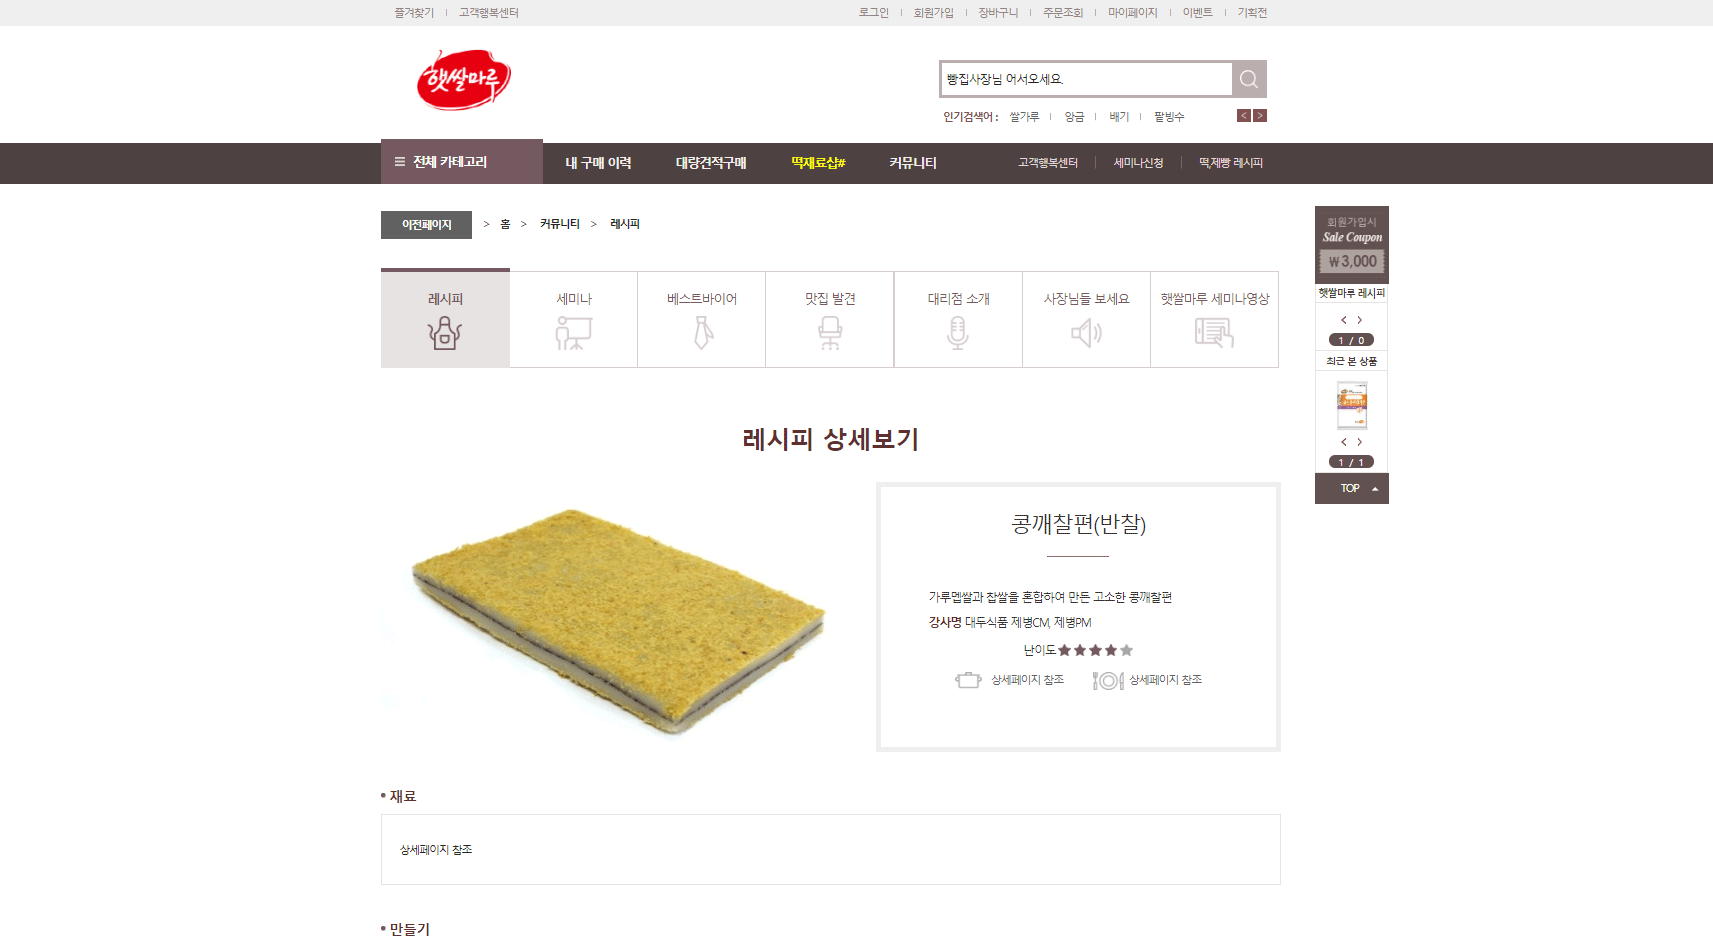 즐겨찾기 고객행복센터 로그인 회원가입 장바구니 주문조회 마이페이지 이벤트 기획전
햇쌀마루
빵집사장님 어서오세요.
인기검색어 : 쌀가루 앙금 배기 팥빙수 < >
전체 카테고리 내 구매 이력 대량견적구매 떡재료샵# 커뮤니티 고객행복센터 세미나신청 떡,제빵 레시피
이전페이지 > 홈 > 커뮤니티 > 레시피
레시피 세미나 베스트바이어 맛집 발견 대리점 소개 사장님들 보세요 햇쌀마루 세미나영상
레시피 상세보기
콩깨찰편(반찰)
가루멥쌀과 찹쌀을 혼합하여 만든 고소한 콩깨찰편
강사명 대두식품 제병CM, 제병PM
난이도
상세페이지 참조 상세페이지 참조
재료
상세페이지 참조
만들기
회원가입시
Sale Coupon
₩3,000
햇쌀마루 레시피
1 / 0
최근 본 상품
1 / 1
TOP